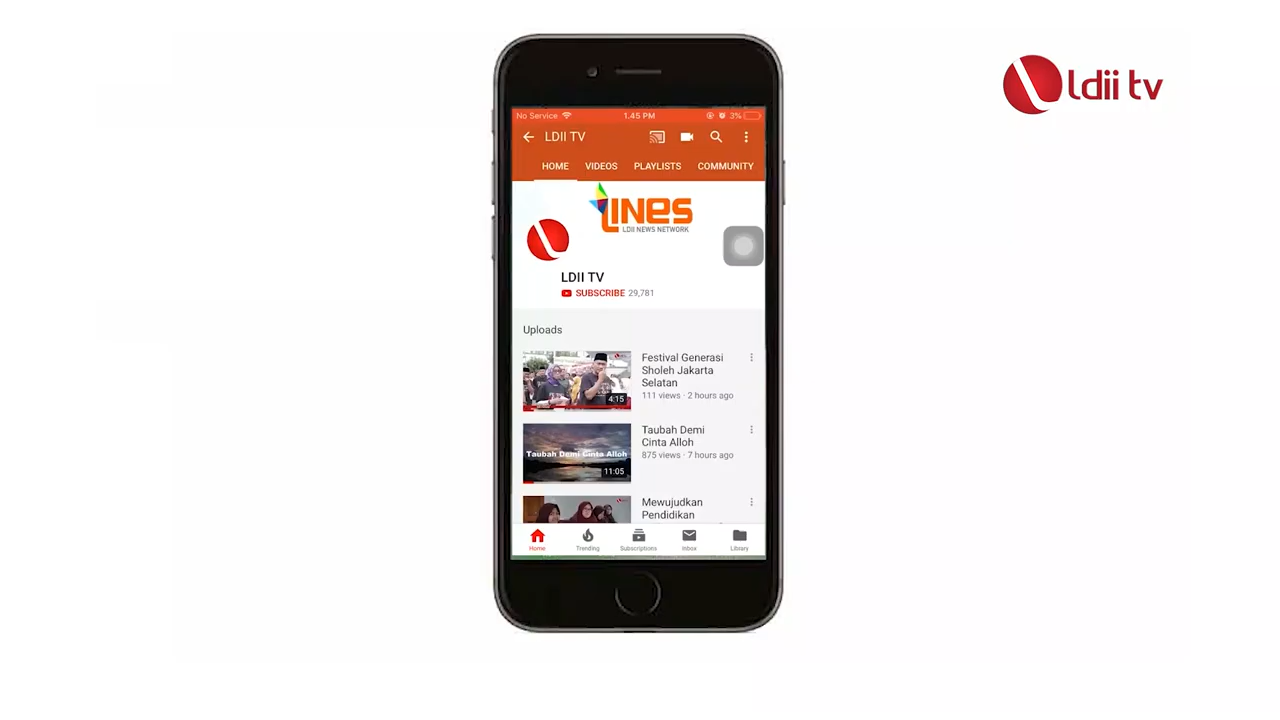 ldii tv
No Service
1.45 PM
3%
LDII TV
HOME VIDEOS PLAYLISTS COMMUNITY
LINES
LDII NEWS NETWORK
LDII TV
SUBSCRIBE 29,781
Uploads
Festival Generasi
Sholeh Jakarta
Selatan
111 views · 2 hours ago
4:15
Taubah Demi
Cinta Alloh
875 views · 7 hours ago
Taubah Demi Cinta Alloh
11:05
Mewujudkan
Pendidikan
Home Trending Subscriptions Inbox Library